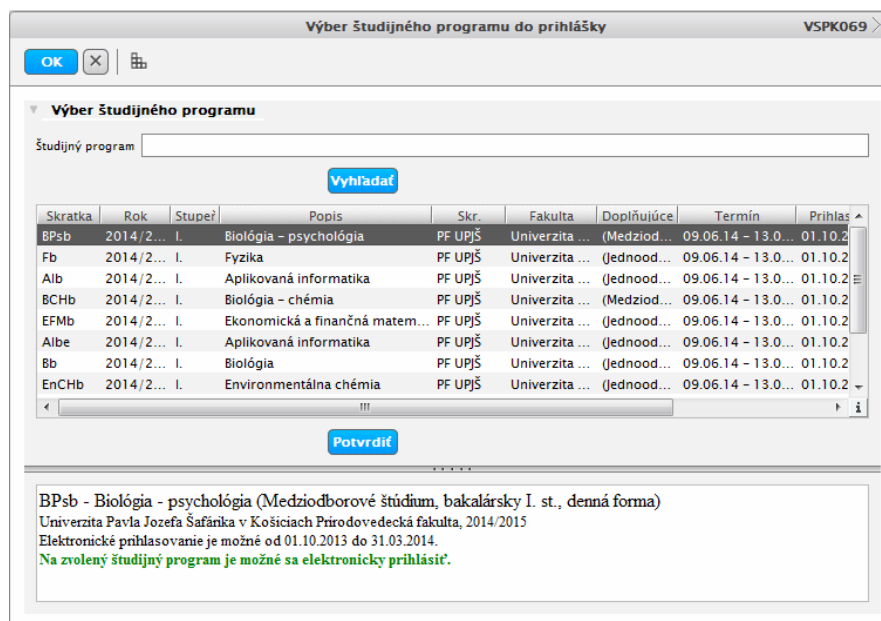 Výber študijného programu do prihlášky VSPK069
OK
Výber študijného programu
Študijný program
Vyhľadať
Skratka Rok Stupeň Popis Skr. Fakulta Doplňujúce Termín Prihlas
BPsb 2014/2... I. Biológia – psychológia PF UPJŠ Univerzita ... (Medziod... 09.06.14 – 13.0... 01.10.2
Fb 2014/2... I. Fyzika PF UPJŠ Univerzita ... (Jednood... 09.06.14 – 13.0... 01.10.2
AIb 2014/2... I. Aplikovaná informatika PF UPJŠ Univerzita ... (Jednood... 09.06.14 – 13.0... 01.10.2
BCHb 2014/2... I. Biológia – chémia PF UPJŠ Univerzita ... (Medziod... 09.06.14 – 13.0... 01.10.2
EFMb 2014/2... I. Ekonomická a finančná matem... PF UPJŠ Univerzita ... (Jednood... 09.06.14 – 13.0... 01.10.2
AIbe 2014/2... I. Aplikovaná informatika PF UPJŠ Univerzita ... (Jednood... 09.06.14 – 13.0... 01.10.2
Bb 2014/2... I. Biológia PF UPJŠ Univerzita ... (Jednood... 09.06.14 – 13.0... 01.10.2
EnCHb 2014/2... I. Environmentálna chémia PF UPJŠ Univerzita ... (Jednood... 09.06.14 – 13.0... 01.10.2
i
Potvrdiť
BPsb - Biológia - psychológia (Medziodborové štúdium, bakalársky I. st., denná forma)
Univerzita Pavla Jozefa Šafárika v Košiciach Prírodovedecká fakulta, 2014/2015
Elektronické prihlasovanie je možné od 01.10.2013 do 31.03.2014.
Na zvolený študijný program je možné sa elektronicky prihlásiť.